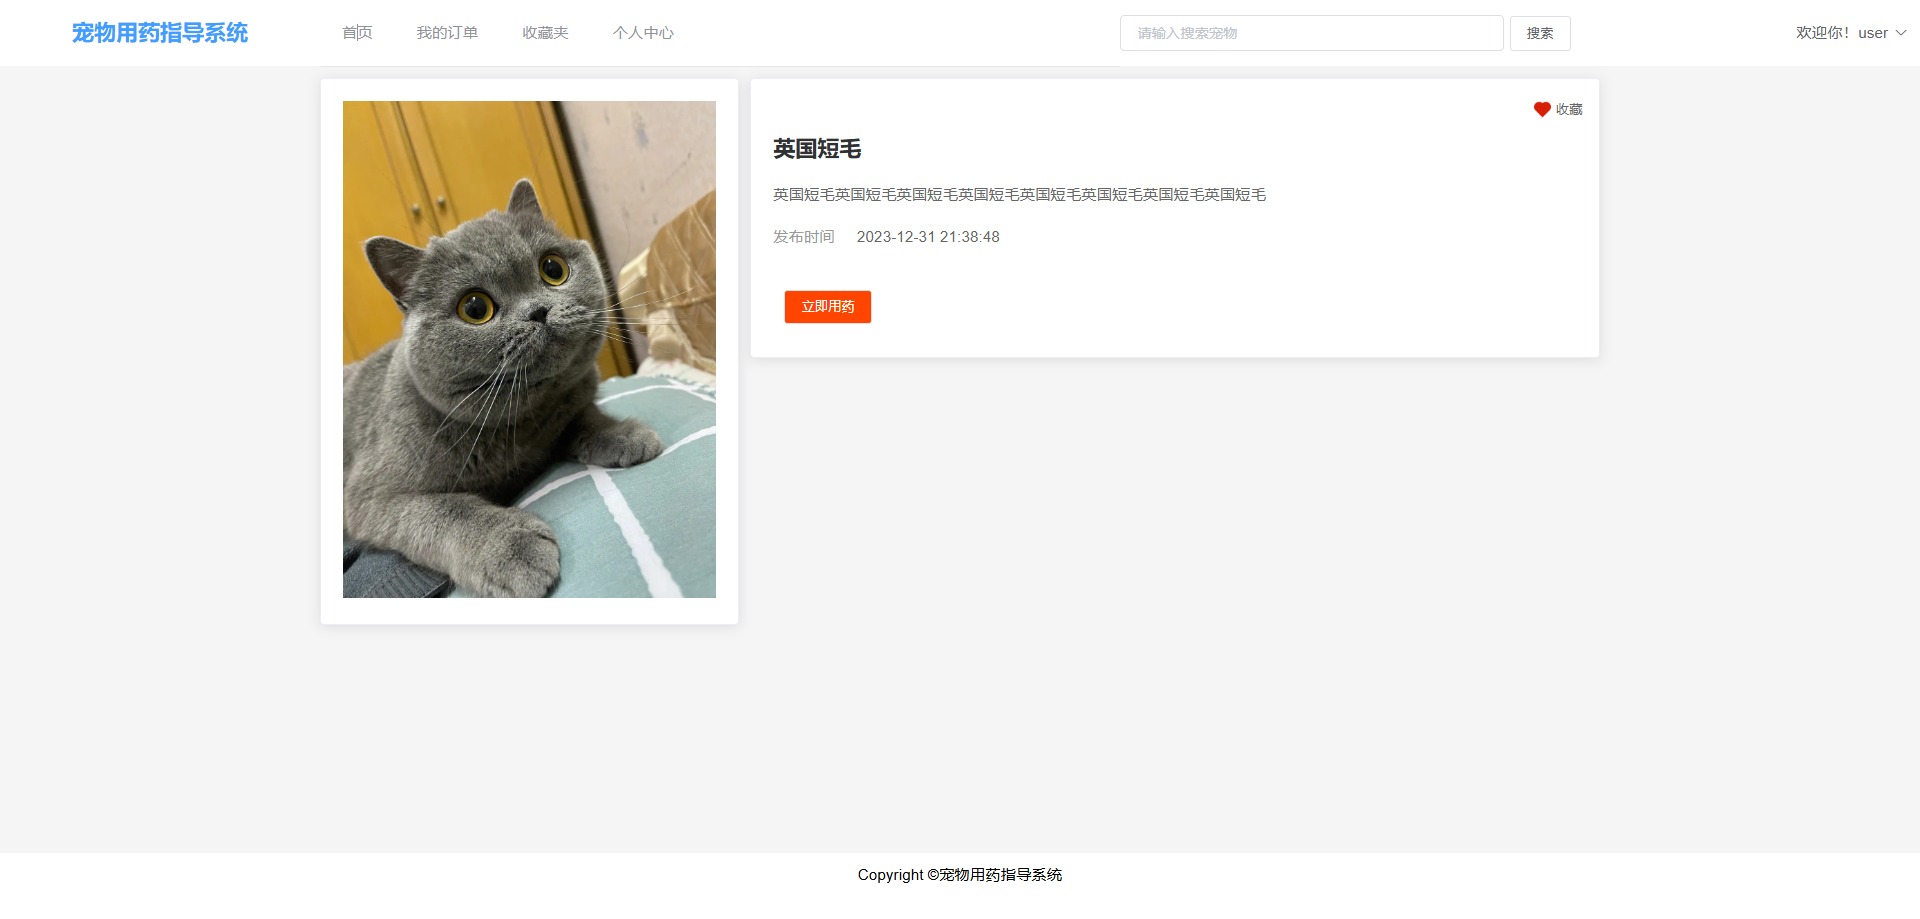 宠物用药指导系统
首页
我的订单
收藏夹
个人中心
请输入搜索宠物
搜索
欢迎你！user
收藏
英国短毛
英国短毛英国短毛英国短毛英国短毛英国短毛英国短毛英国短毛英国短毛
发布时间 2023-12-31 21:38:48
立即用药
Copyright ©宠物用药指导系统